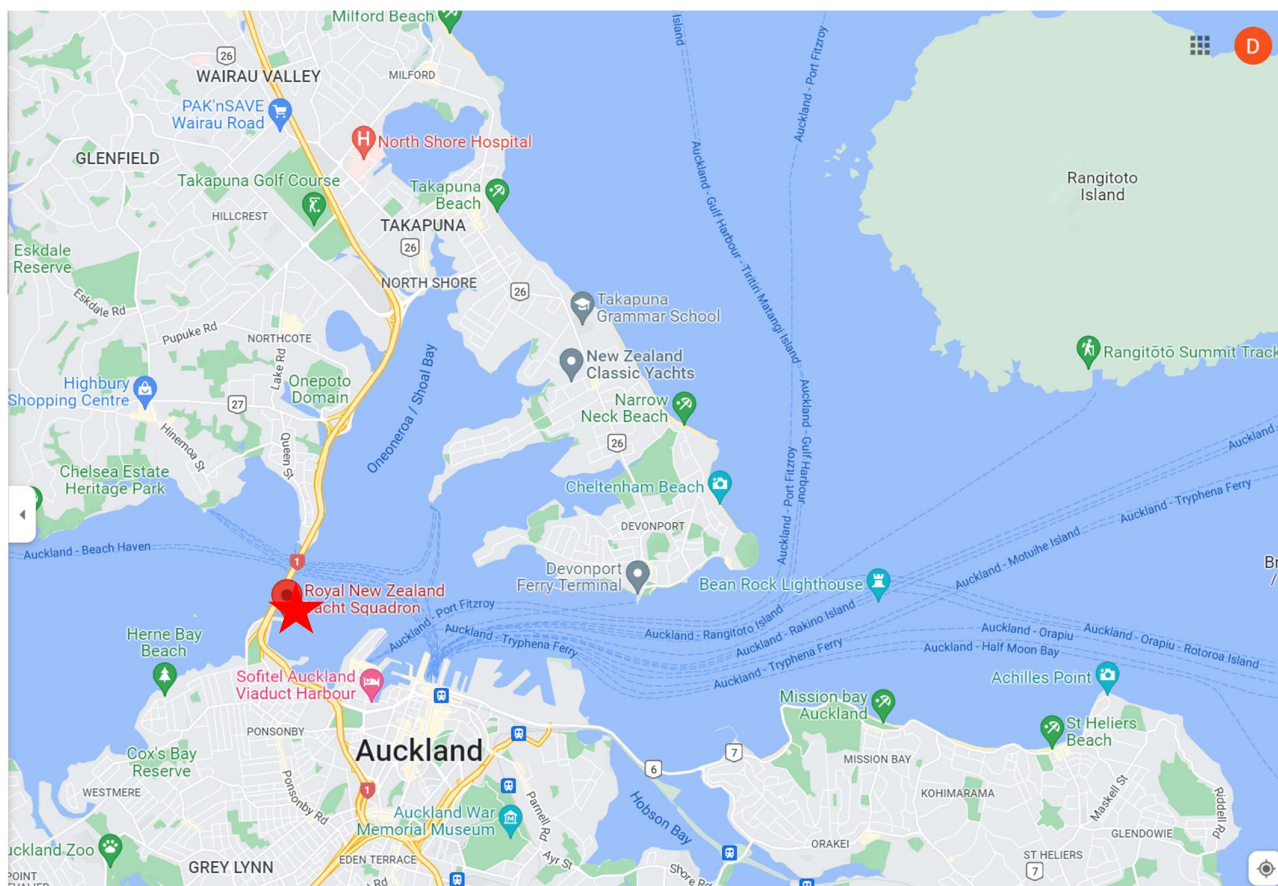 Milford Beach
26
WAIRAU VALLEY
MILFORD
PAK'nSAVE
Wairau Road
H
North Shore Hospital
GLENFIELD
Takapuna Golf Course
HILLCREST
Takapuna
Beach
TAKAPUNA
26
Eskdale
Reserve
NORTH SHORE
26
Eskdale Rd
Pupuke Rd
NORTHCOTE
Lake Rd
Takapuna
Grammar School
New Zealand
Classic Yachts
Highbury
Shopping Centre
27
Onepoto
Domain
Oneoneroa / Shoal Bay
Narrow
Neck Beach
26
Hinemoa St
Queen St
Chelsea Estate
Heritage Park
Cheltenham Beach
DEVONPORT
Island
Auckland - Port Fitzroy
Auckland - Gulf Harbour - Tiritiri Matangi Island
Auckland - Gulf Harbour
Auckland - Port Fitzroy
D
Rangitoto
Island
Rangitōtō Summit Track
Auckland -
Auckland - Tryphena Ferry
Auckland - Motuihe Island
Auckland - Beach Haven
1
Royal New Zealand
acht Squadron
Devonport
Ferry Terminal
Bean Rock Lighthouse
Br
/
Auckland - Port Fitzroy
Auckland - Tryphena Ferry
Auckland - Rangitoto Island
Auckland - Rakino Island
Auckland - Tryphena Ferry
Auckland - Orapiu
Auckland - Half Moon Bay
Orapiu - Rotoroa Island
Auckland -
Herne Bay
Beach
Sofitel Auckland
Viaduct Harbour
Achilles Point
Mission bay
Auckland
St Heliers
Beach
PONSONBY
Auckland
Cox's Bay
Reserve
7
6
MISSION BAY
WESTMERE
Ponsonby Rd
1
Auckland War
Memorial Museum
Parnell Rd
Hobson Bay
KOHIMARAMA
Maskell St
Riddell Rd
GLENDOWIE
uckland Zoo
GREY LYNN
EDEN TERRACE
Ayr St
ORAKEI
ST HELIERS
7
POINT
Shore Rd
Rd